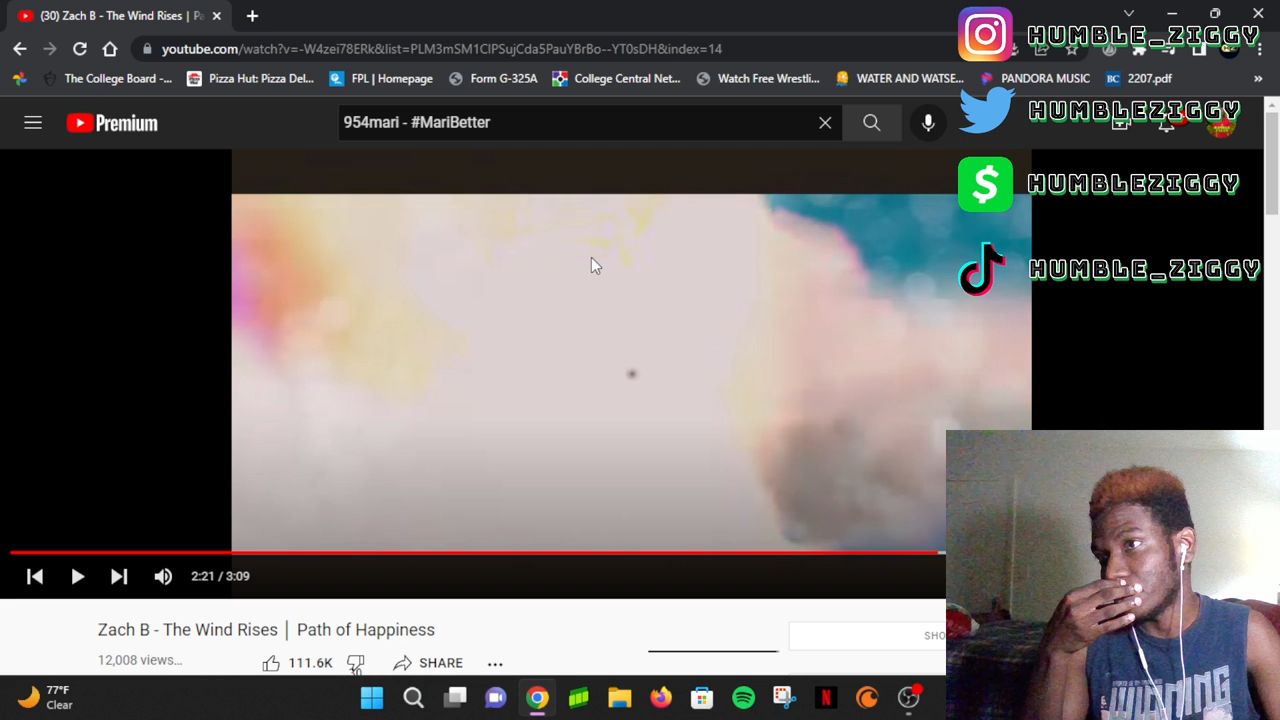 (30) Zach B - The Wind Rises | Pa
youtube.com/watch?v=-W4zei78ERk&list=PLM3mSM1ClPSujCda5PauYBrBo--YT0sDH&index=14
The College Board -...
Pizza Hut: Pizza Del...
FPL | Homepage
Form G-325A
College Central Net...
Watch Free Wrestli...
WATER AND WATSE...
PANDORA MUSIC
BC 2207.pdf
»
Premium
954mari - #MariBetter
HUMBLE_ZIGGY
HUMBLEZIGGY
HUMBLEZIGGY
HUMBLE_ZIGGY
2:21 / 3:09
Zach B - The Wind Rises │ Path of Happiness
SHO
12,008 views...
111.6K
SHARE
77°F
Clear